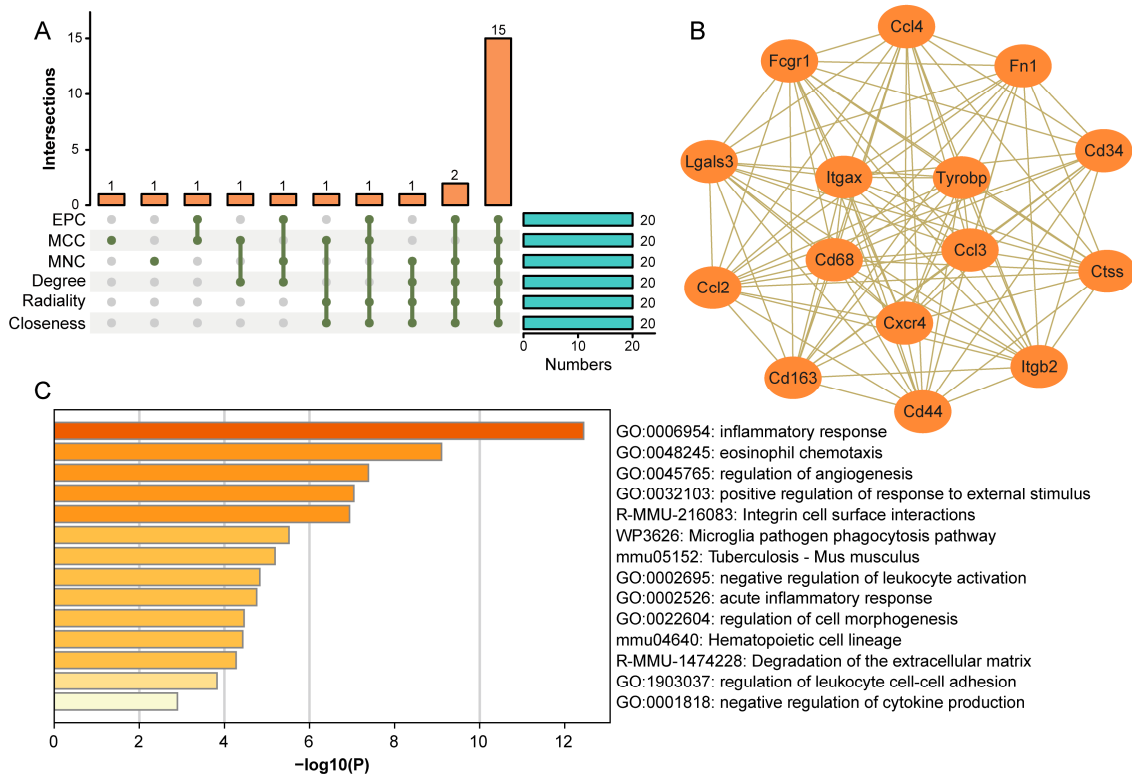 A
Intersections
15
10
5
0
1 1 1 1 1 1 1 1 2 15
EPC 20
MCC 20
MNC 20
Degree 20
Radiality 20
Closeness 20
0 10 20
Numbers
B
Ccl4
Fcgr1
Fn1
Cd34
Lgals3
Itgax
Tyrobp
Ccl3
Cd68
Ctss
Ccl2
Cxcr4
Itgb2
Cd163
Cd44
C
GO:0006954: inflammatory response
GO:0048245: eosinophil chemotaxis
GO:0045765: regulation of angiogenesis
GO:0032103: positive regulation of response to external stimulus
R-MMU-216083: Integrin cell surface interactions
WP3626: Microglia pathogen phagocytosis pathway
mmu05152: Tuberculosis - Mus musculus
GO:0002695: negative regulation of leukocyte activation
GO:0002526: acute inflammatory response
GO:0022604: regulation of cell morphogenesis
mmu04640: Hematopoietic cell lineage
R-MMU-1474228: Degradation of the extracellular matrix
GO:1903037: regulation of leukocyte cell-cell adhesion
GO:0001818: negative regulation of cytokine production
0 2 4 6 8 10 12
−log10(P)